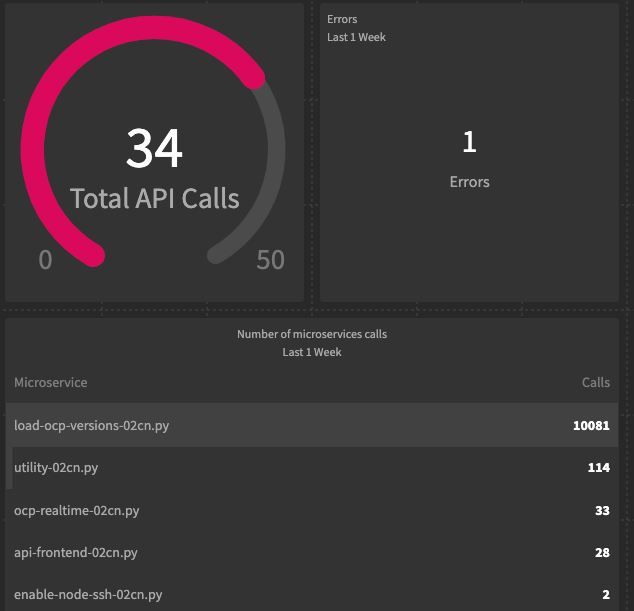 34
Total API Calls
0
50
Errors
Last 1 Week
1
Errors
Number of microservices calls
Last 1 Week
Microservice Calls
load-ocp-versions-02cn.py 10081
utility-02cn.py 114
ocp-realtime-02cn.py 33
api-frontend-02cn.py 28
enable-node-ssh-02cn.py 2